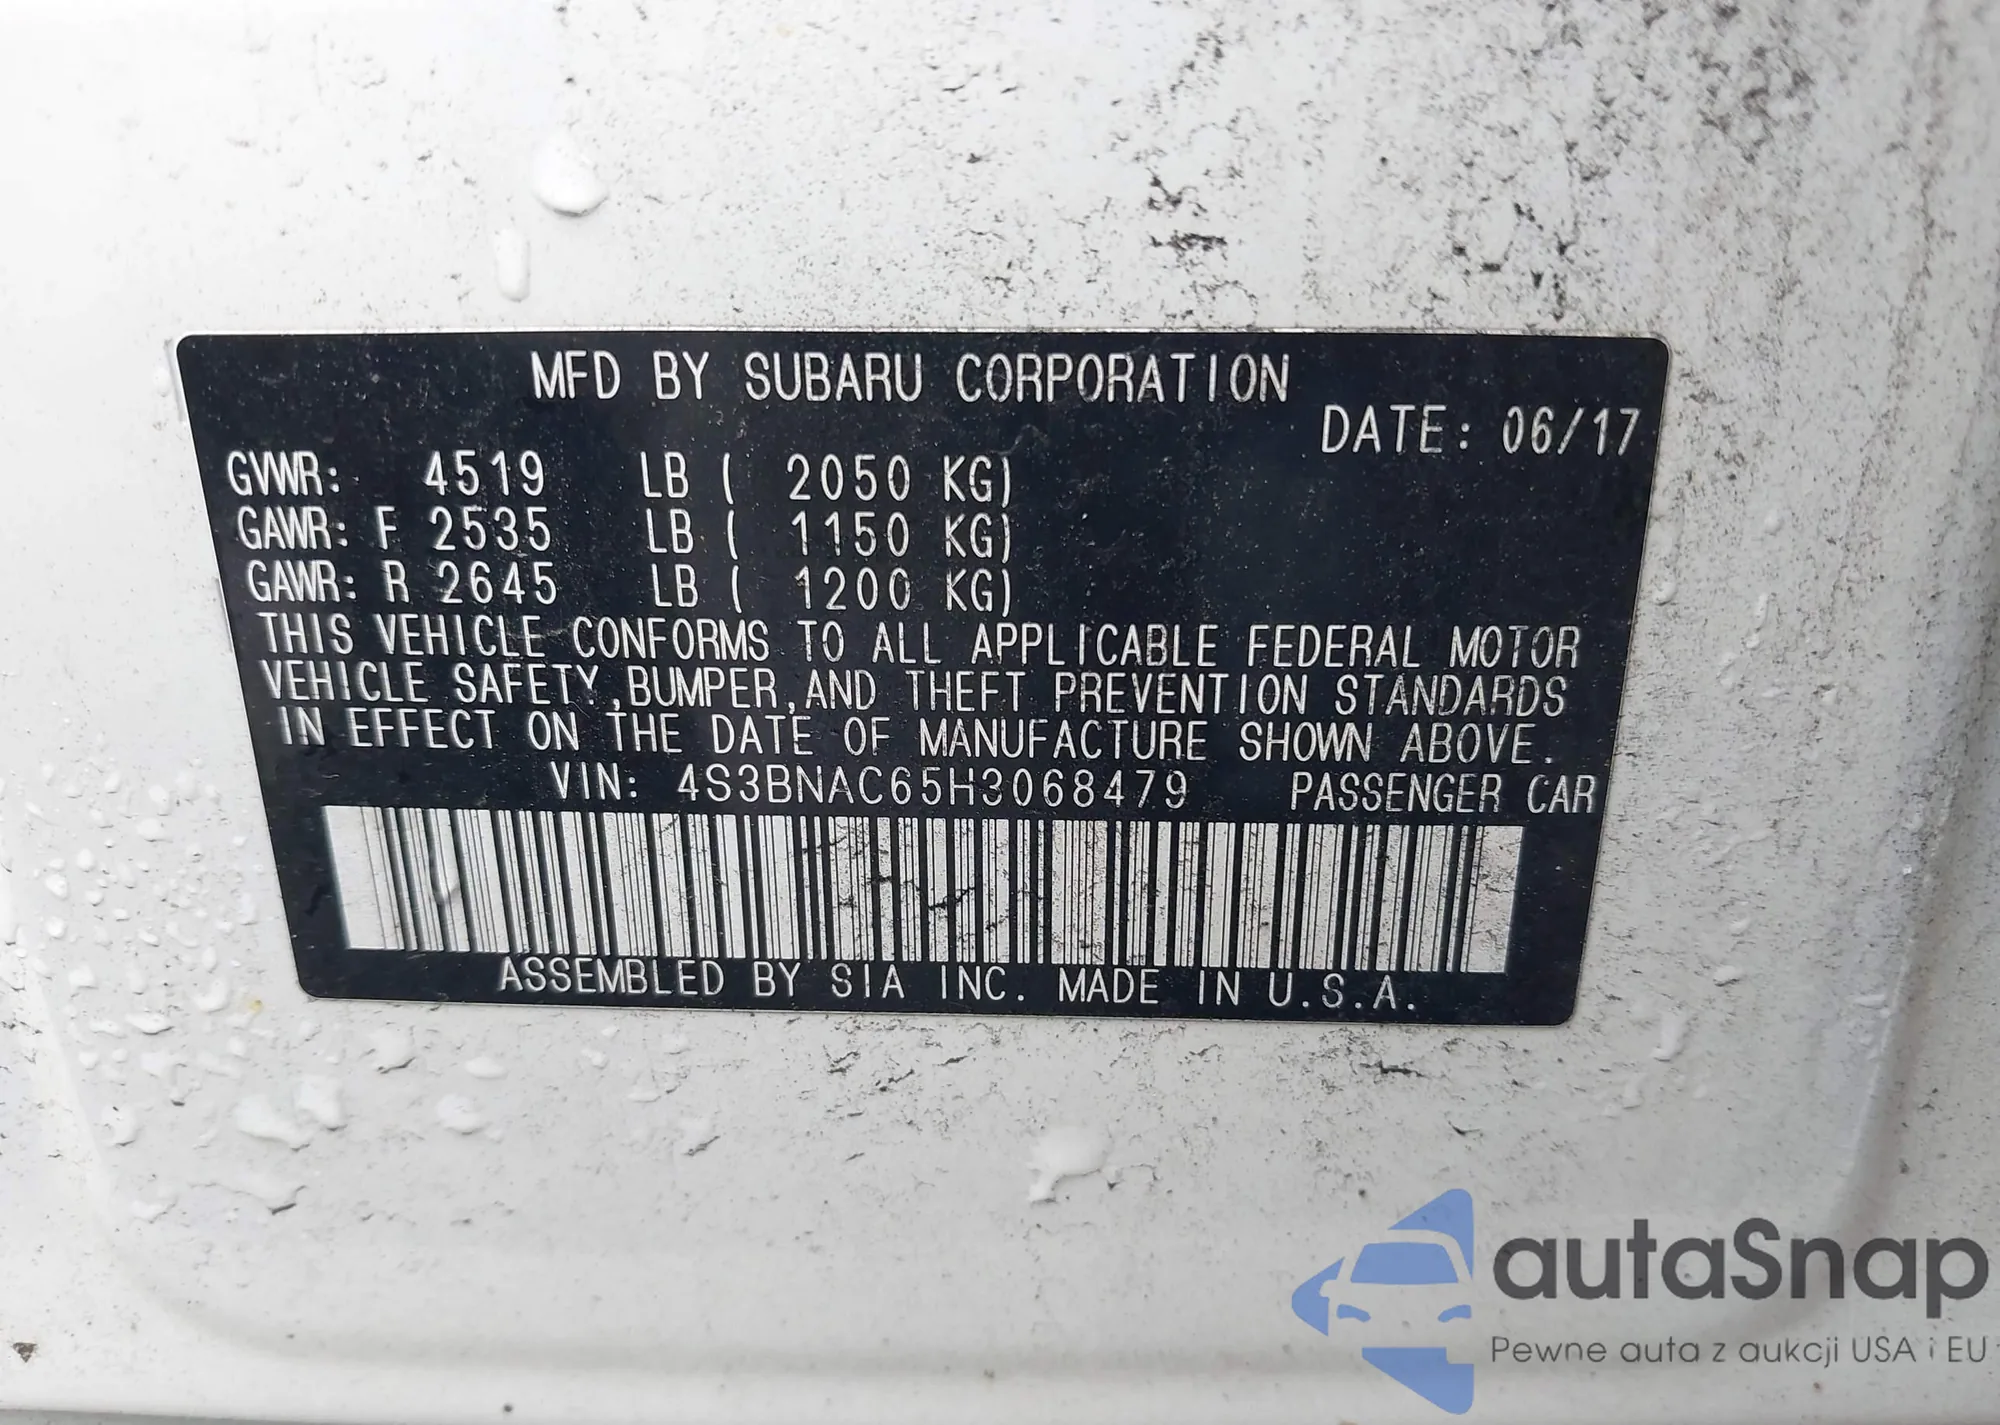 MFD BY SUBARU CORPORATION
DATE: 06/17
GVWR: 4519 LB ( 2050 KG)
GAWR: F 2535 LB ( 1150 KG)
GAWR: R 2645 LB ( 1200 KG)
THIS VEHICLE CONFORMS TO ALL APPLICABLE FEDERAL MOTOR
VEHICLE SAFETY,BUMPER,AND THEFT PREVENTION STANDARDS
IN EFFECT ON THE DATE OF MANUFACTURE SHOWN ABOVE.
VIN: 4S3BNAC65H3068479 PASSENGER CAR
ASSEMBLED BY SIA INC. MADE IN U.S.A.
autaSnap
Pewne auta z aukcji USA i EU